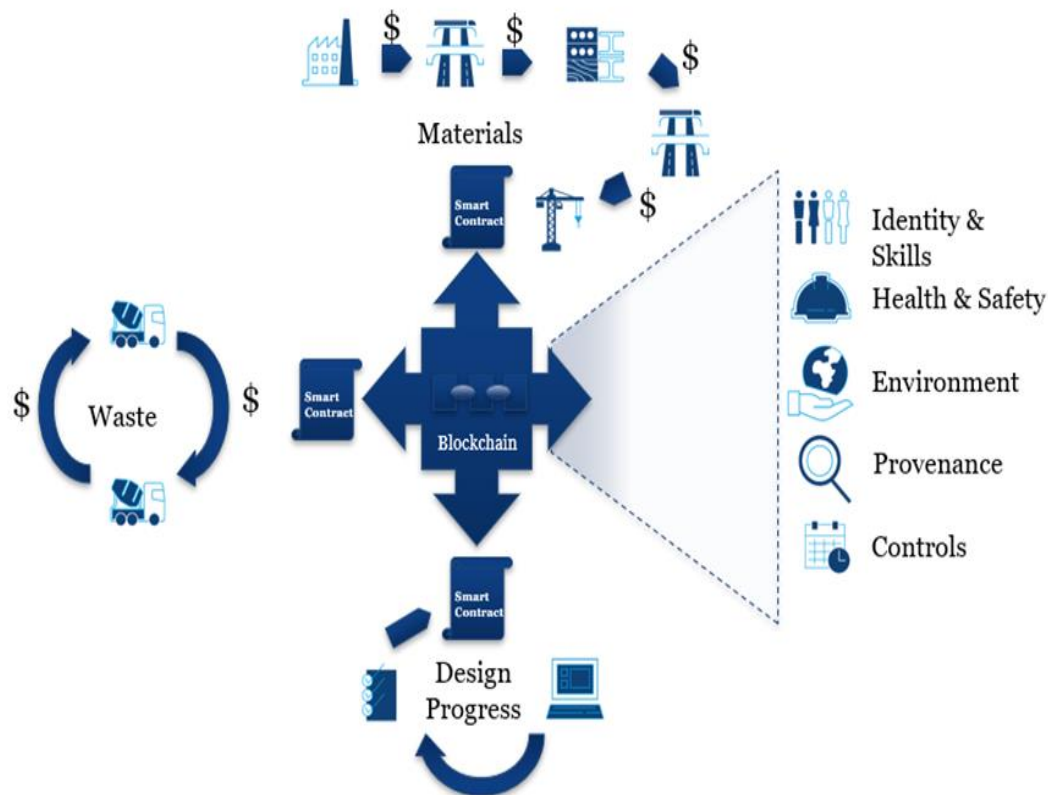 $
$
$
Materials
Smart
Contract
$
Identity &
Skills
Health & Safety
Environment
Provenance
Controls
$
Waste
$
Smart
Contract
Blockchain
Smart
Contract
Design
Progress